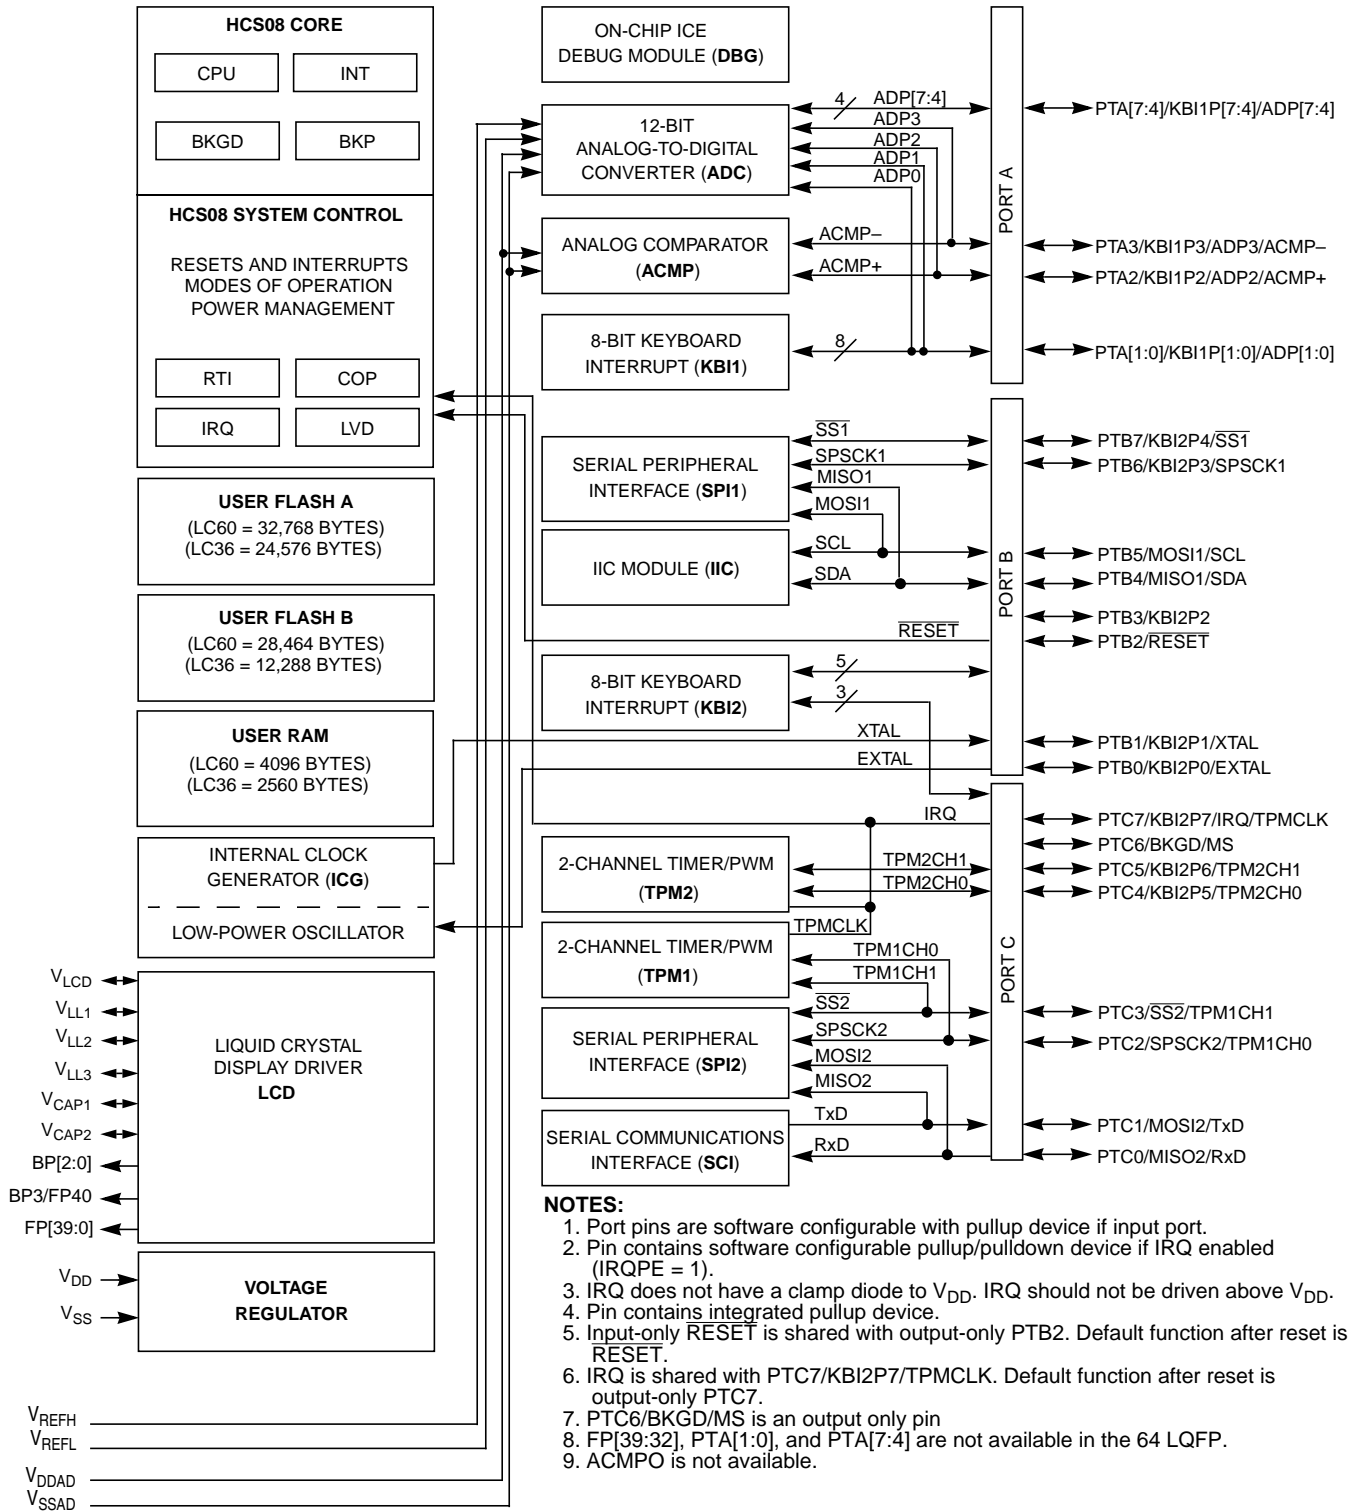 HCS08 CORE
CPU
INT
BKGD
BKP
HCS08 SYSTEM CONTROL
RESETS AND INTERRUPTS
MODES OF OPERATION
POWER MANAGEMENT
RTI
COP
IRQ
LVD
USER FLASH A
(LC60 = 32,768 BYTES)
(LC36 = 24,576 BYTES)
USER FLASH B
(LC60 = 28,464 BYTES)
(LC36 = 12,288 BYTES)
USER RAM
(LC60 = 4096 BYTES)
(LC36 = 2560 BYTES)
INTERNAL CLOCK
GENERATOR (ICG)
LOW-POWER OSCILLATOR
VLCD
VLL1
VLL2
VLL3
VCAP1
VCAP2
BP[2:0]
BP3/FP40
FP[39:0]
LIQUID CRYSTAL
DISPLAY DRIVER
LCD
VDD
VSS
VOLTAGE
REGULATOR
VREFH
VREFL
VDDAD
VSSAD
ON-CHIP ICE
DEBUG MODULE (DBG)
12-BIT
ANALOG-TO-DIGITAL
CONVERTER (ADC)
4
ADP[7:4]
ADP3
ADP2
ADP1
ADP0
ANALOG COMPARATOR
(ACMP)
ACMP–
ACMP+
8-BIT KEYBOARD
INTERRUPT (KBI1)
8
SERIAL PERIPHERAL
INTERFACE (SPI1)
SS1
SPSCK1
MISO1
MOSI1
IIC MODULE (IIC)
SCL
SDA
RESET
8-BIT KEYBOARD
INTERRUPT (KBI2)
5
3
XTAL
EXTAL
IRQ
2-CHANNEL TIMER/PWM
(TPM2)
TPM2CH1
TPM2CH0
TPMCLK
2-CHANNEL TIMER/PWM
(TPM1)
TPM1CH0
TPM1CH1
SERIAL PERIPHERAL
INTERFACE (SPI2)
SS2
SPSCK2
MOSI2
MISO2
SERIAL COMMUNICATIONS
INTERFACE (SCI)
TxD
RxD
PORT A
PTA[7:4]/KBI1P[7:4]/ADP[7:4]
PTA3/KBI1P3/ADP3/ACMP–
PTA2/KBI1P2/ADP2/ACMP+
PTA[1:0]/KBI1P[1:0]/ADP[1:0]
PORT B
PTB7/KBI2P4/SS1
PTB6/KBI2P3/SPSCK1
PTB5/MOSI1/SCL
PTB4/MISO1/SDA
PTB3/KBI2P2
PTB2/RESET
PTB1/KBI2P1/XTAL
PTB0/KBI2P0/EXTAL
PORT C
PTC7/KBI2P7/IRQ/TPMCLK
PTC6/BKGD/MS
PTC5/KBI2P6/TPM2CH1
PTC4/KBI2P5/TPM2CH0
PTC3/SS2/TPM1CH1
PTC2/SPSCK2/TPM1CH0
PTC1/MOSI2/TxD
PTC0/MISO2/RxD
NOTES:
1. Port pins are software configurable with pullup device if input port.
2. Pin contains software configurable pullup/pulldown device if IRQ enabled
(IRQPE = 1).
3. IRQ does not have a clamp diode to VDD. IRQ should not be driven above VDD.
4. Pin contains integrated pullup device.
5. Input-only RESET is shared with output-only PTB2. Default function after reset is
RESET.
6. IRQ is shared with PTC7/KBI2P7/TPMCLK. Default function after reset is
output-only PTC7.
7. PTC6/BKGD/MS is an output only pin
8. FP[39:32], PTA[1:0], and PTA[7:4] are not available in the 64 LQFP.
9. ACMPO is not available.